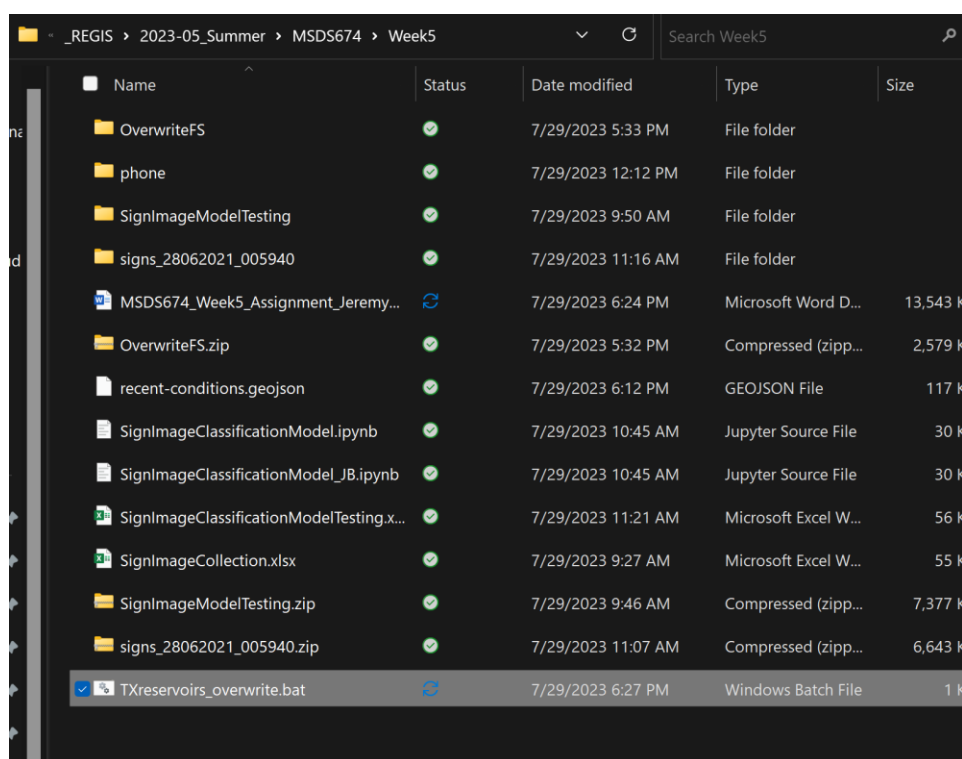 « _REGIS › 2023-05_Summer › MSDS674 › Week5 Search Week5
Name Status Date modified Type Size
OverwriteFS 7/29/2023 5:33 PM File folder
phone 7/29/2023 12:12 PM File folder
SignImageModelTesting 7/29/2023 9:50 AM File folder
signs_28062021_005940 7/29/2023 11:16 AM File folder
MSDS674_Week5_Assignment_Jeremy... 7/29/2023 6:24 PM Microsoft Word D... 13,543 K
OverwriteFS.zip 7/29/2023 5:32 PM Compressed (zipp... 2,579 K
recent-conditions.geojson 7/29/2023 6:12 PM GEOJSON File 117 K
SignImageClassificationModel.ipynb 7/29/2023 10:45 AM Jupyter Source File 30 K
SignImageClassificationModel_JB.ipynb 7/29/2023 10:45 AM Jupyter Source File 30 K
SignImageClassificationModelTesting.x... 7/29/2023 11:21 AM Microsoft Excel W... 56 K
SignImageCollection.xlsx 7/29/2023 9:27 AM Microsoft Excel W... 55 K
SignImageModelTesting.zip 7/29/2023 9:46 AM Compressed (zipp... 7,377 K
signs_28062021_005940.zip 7/29/2023 11:07 AM Compressed (zipp... 6,643 K
TXreservoirs_overwrite.bat 7/29/2023 6:27 PM Windows Batch File 1 K